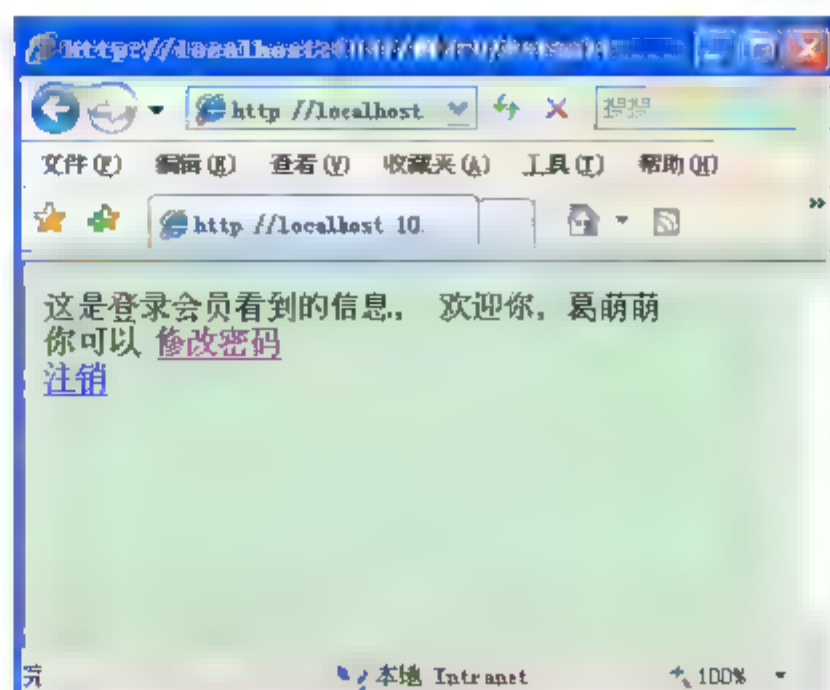 http //localhost
文件(F) 编辑(E) 查看(V) 收藏夹(A) 工具(T) 帮助(H)
http //localhost 10.
»
这是登录会员看到的信息., 欢迎你, 葛萌萌
你可以 修改密码
注销
本地 Intranet 100%